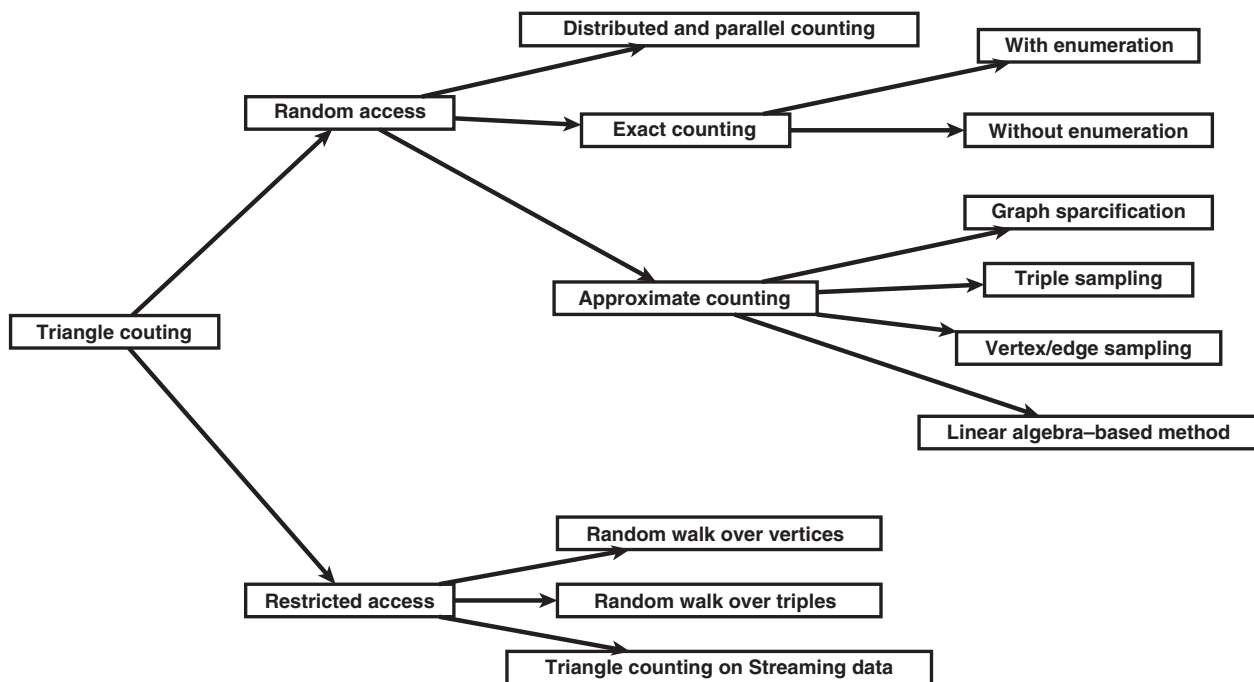 Distributed and parallel counting
With enumeration
Random access
Exact counting
Without enumeration
Graph sparcification
Triple sampling
Approximate counting
Triangle couting
Vertex/edge sampling
Linear algebra–based method
Random walk over vertices
Restricted access
Random walk over triples
Triangle counting on Streaming data